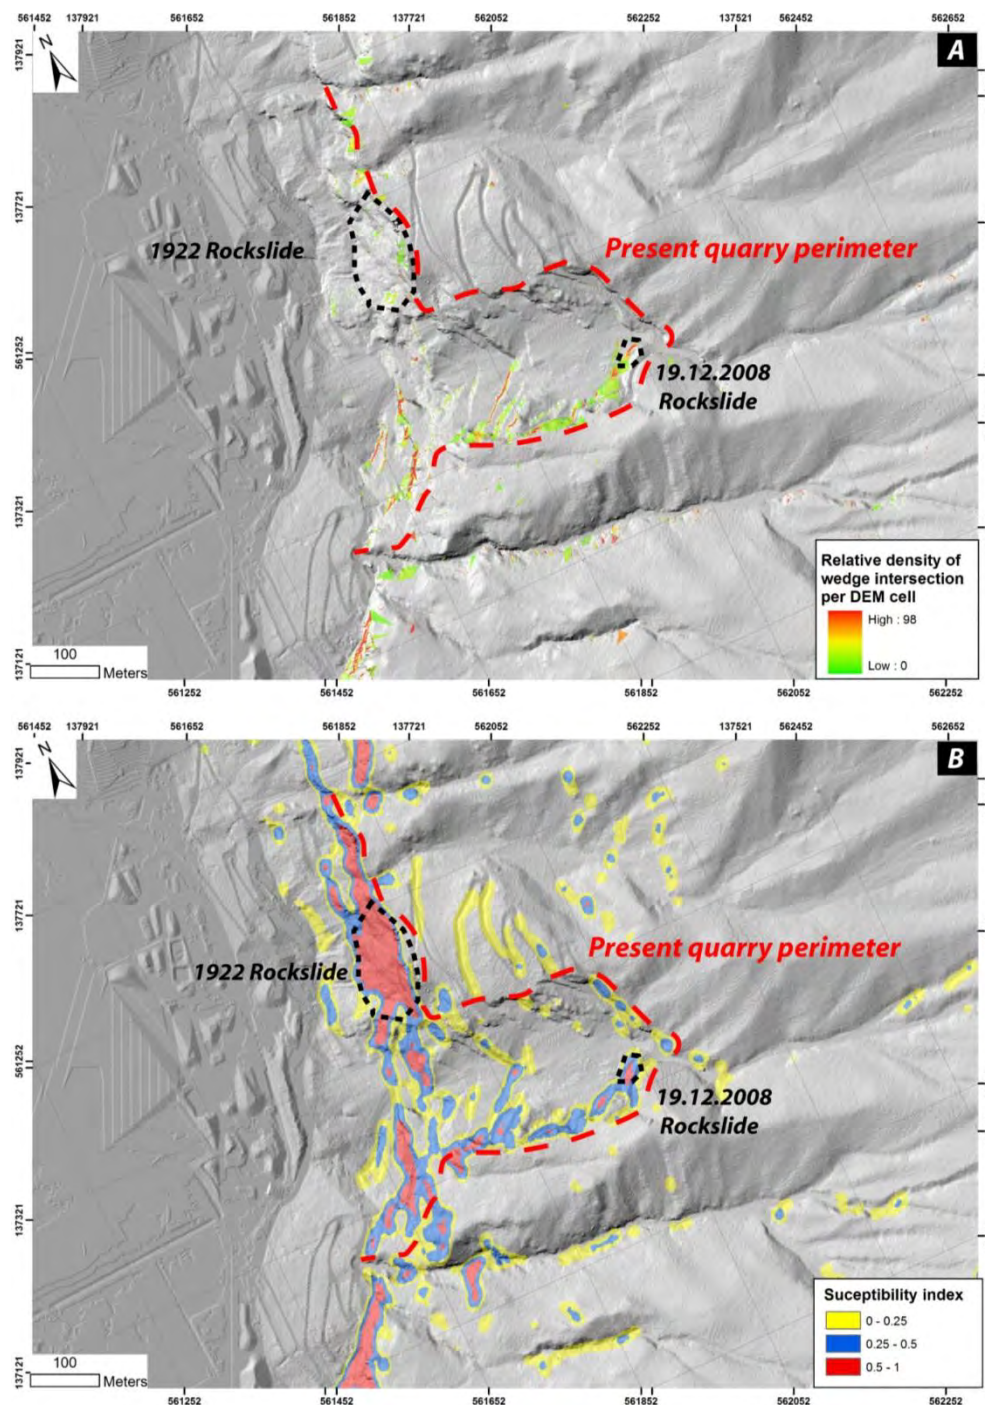 561452 137921 561652 561852 137721 562052 562252 137521 562452 562652
N
A
137921
137721
1922 Rockslide
Present quarry perimeter
561252
19.12.2008
Rockslide
137321
Relative density of
wedge intersection
per DEM cell
High : 98
Low : 0
137121
100
Meters
561252 561452 561652 561852 562052 562252
561452 137921 561652 561852 137721 562052 562252 137521 562452 562652
N
B
137921
137721
Present quarry perimeter
1922 Rockslide
561252
19.12.2008
Rockslide
137321
Suceptibility index
0 - 0.25
0.25 - 0.5
0.5 - 1
137121
100
Meters
561252 561452 561652 561852 562052 562252